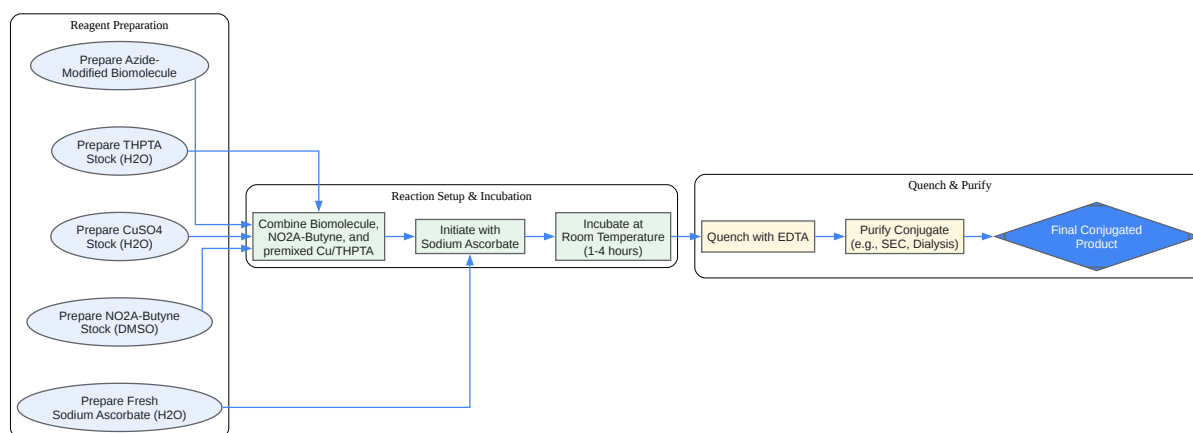 Reagent Preparation
Prepare Azide-
Modified Biomolecule
Prepare THPTA
Stock (H2O)
Prepare CuSO4
Stock (H2O)
Prepare NO2A-Butyne
Stock (DMSO)
Prepare Fresh
Sodium Ascorbate (H2O)
Reaction Setup & Incubation
Combine Biomolecule,
NO2A-Butyne, and
premixed Cu/THPTA
Initiate with
Sodium Ascorbate
Incubate at
Room Temperature
(1-4 hours)
Quench & Purify
Quench with EDTA
Purify Conjugate
(e.g., SEC, Dialysis)
Final Conjugated
Product